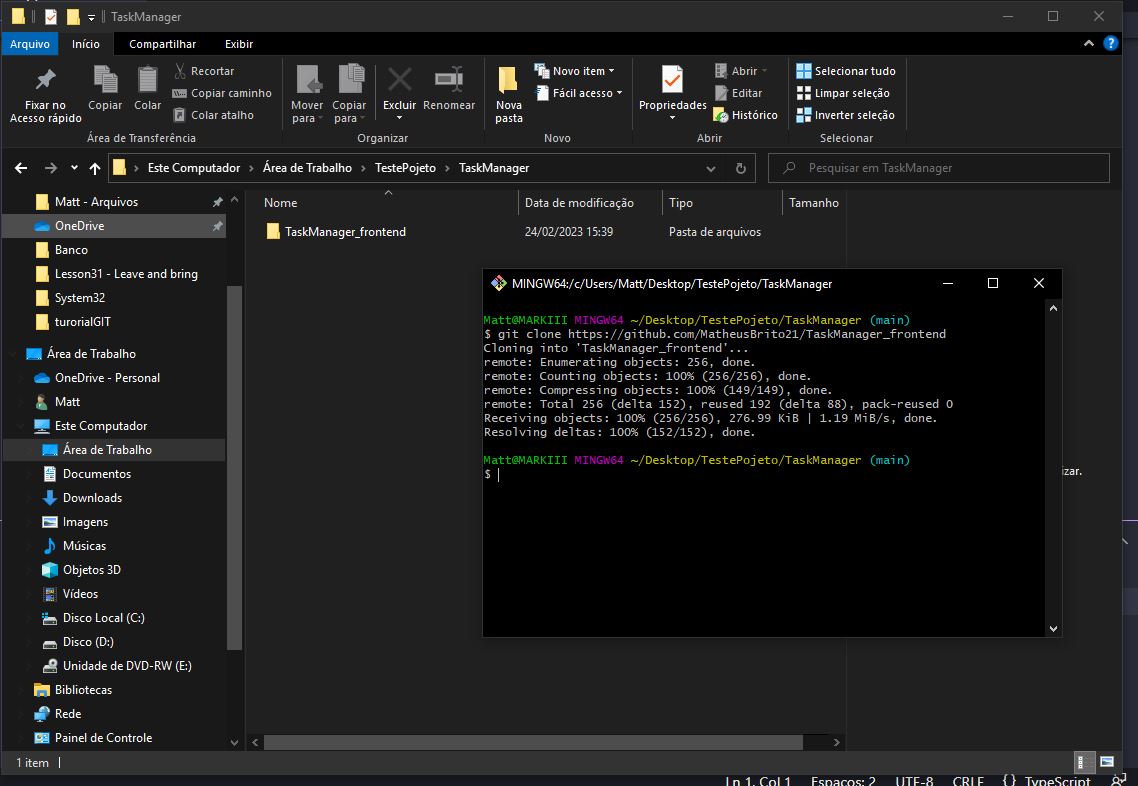 TaskManager
Arquivo Início Compartilhar Exibir
Fixar no
Acesso rápido
Copiar
Colar
Recortar
Copiar caminho
Colar atalho
Área de Transferência
Mover
para
Copiar
para
Excluir
Renomear
Organizar
Nova
pasta
Novo item
Fácil acesso
Novo
Propriedades
Abrir
Editar
Histórico
Abrir
Selecionar tudo
Limpar seleção
Inverter seleção
Selecionar
Este Computador > Área de Trabalho > TestePojeto > TaskManager
Pesquisar em TaskManager
Matt - Arquivos
OneDrive
Banco
Lesson31 - Leave and bring
System32
turorialGIT
Área de Trabalho
OneDrive - Personal
Matt
Este Computador
Área de Trabalho
Documentos
Downloads
Imagens
Músicas
Objetos 3D
Vídeos
Disco Local (C:)
Disco (D:)
Unidade de DVD-RW (E:)
Bibliotecas
Rede
Painel de Controle
Nome Data de modificação Tipo Tamanho
TaskManager_frontend 24/02/2023 15:39 Pasta de arquivos
MINGW64:/c/Users/Matt/Desktop/TestePojeto/TaskManager
Matt@MARKIII MINGW64 ~/Desktop/TestePojeto/TaskManager (main)
$ git clone https://github.com/MatheusBrito21/TaskManager_frontend
Cloning into 'TaskManager_frontend'...
remote: Enumerating objects: 256, done.
remote: Counting objects: 100% (256/256), done.
remote: Compressing objects: 100% (149/149), done.
remote: Total 256 (delta 152), reused 192 (delta 88), pack-reused 0
Receiving objects: 100% (256/256), 276.99 KiB | 1.19 MiB/s, done.
Resolving deltas: 100% (152/152), done.
Matt@MARKIII MINGW64 ~/Desktop/TestePojeto/TaskManager (main)
$
izar.
1 item
Ln 1, Col 1 Espaços: 2 UTF-8 CRLF {} TypeScript